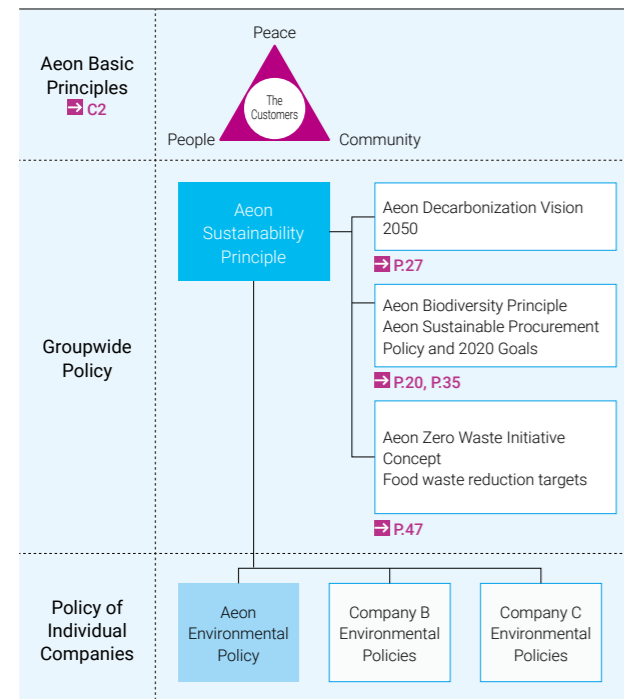 Aeon Basic
Principles
C2
Peace
The
Customers
People
Community
Groupwide
Policy
Aeon
Sustainability
Principle
Aeon Decarbonization Vision
2050
P.27
Aeon Biodiversity Principle
Aeon Sustainable Procurement
Policy and 2020 Goals
P.20, P.35
Aeon Zero Waste Initiative
Concept
Food waste reduction targets
P.47
Policy of
Individual
Companies
Aeon
Environmental
Policy
Company B
Environmental
Policies
Company C
Environmental
Policies